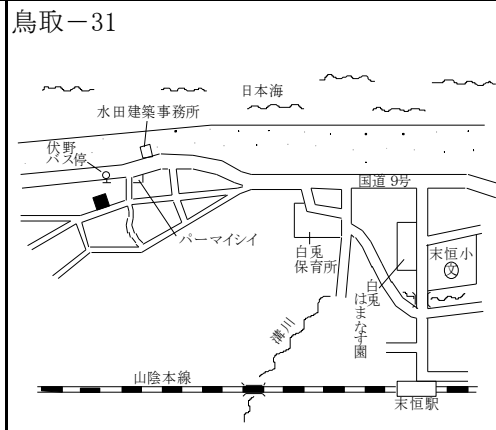 鳥取－31
日本海
水田建築事務所
伏野
バス停
国道 9号
パーマイシイ
白兎
保育所
末恒小
文
白兎
はまなす園
溝川
山陰本線
末恒駅